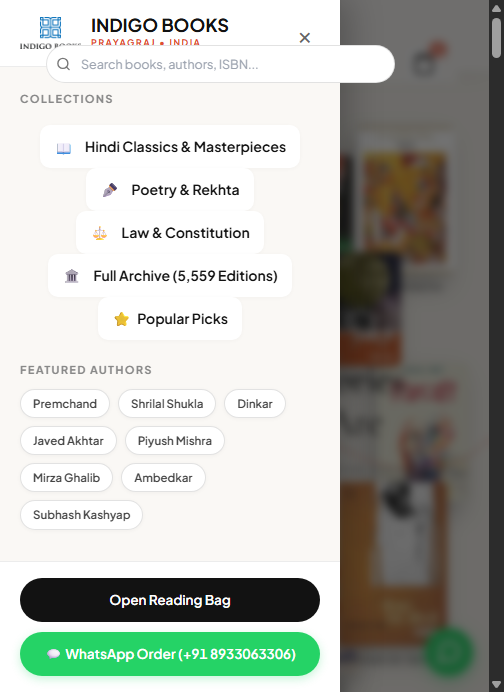 INDIGO BOOKS
INDIGO BOOKS
PRAYAGRAJ • INDIA
Search books, authors, ISBN...
COLLECTIONS
Hindi Classics & Masterpieces
Poetry & Rekhta
Law & Constitution
Full Archive (5,559 Editions)
Popular Picks
FEATURED AUTHORS
Premchand
Shrilal Shukla
Dinkar
Javed Akhtar
Piyush Mishra
Mirza Ghalib
Ambedkar
Subhash Kashyap
Open Reading Bag
WhatsApp Order (+91 8933063306)